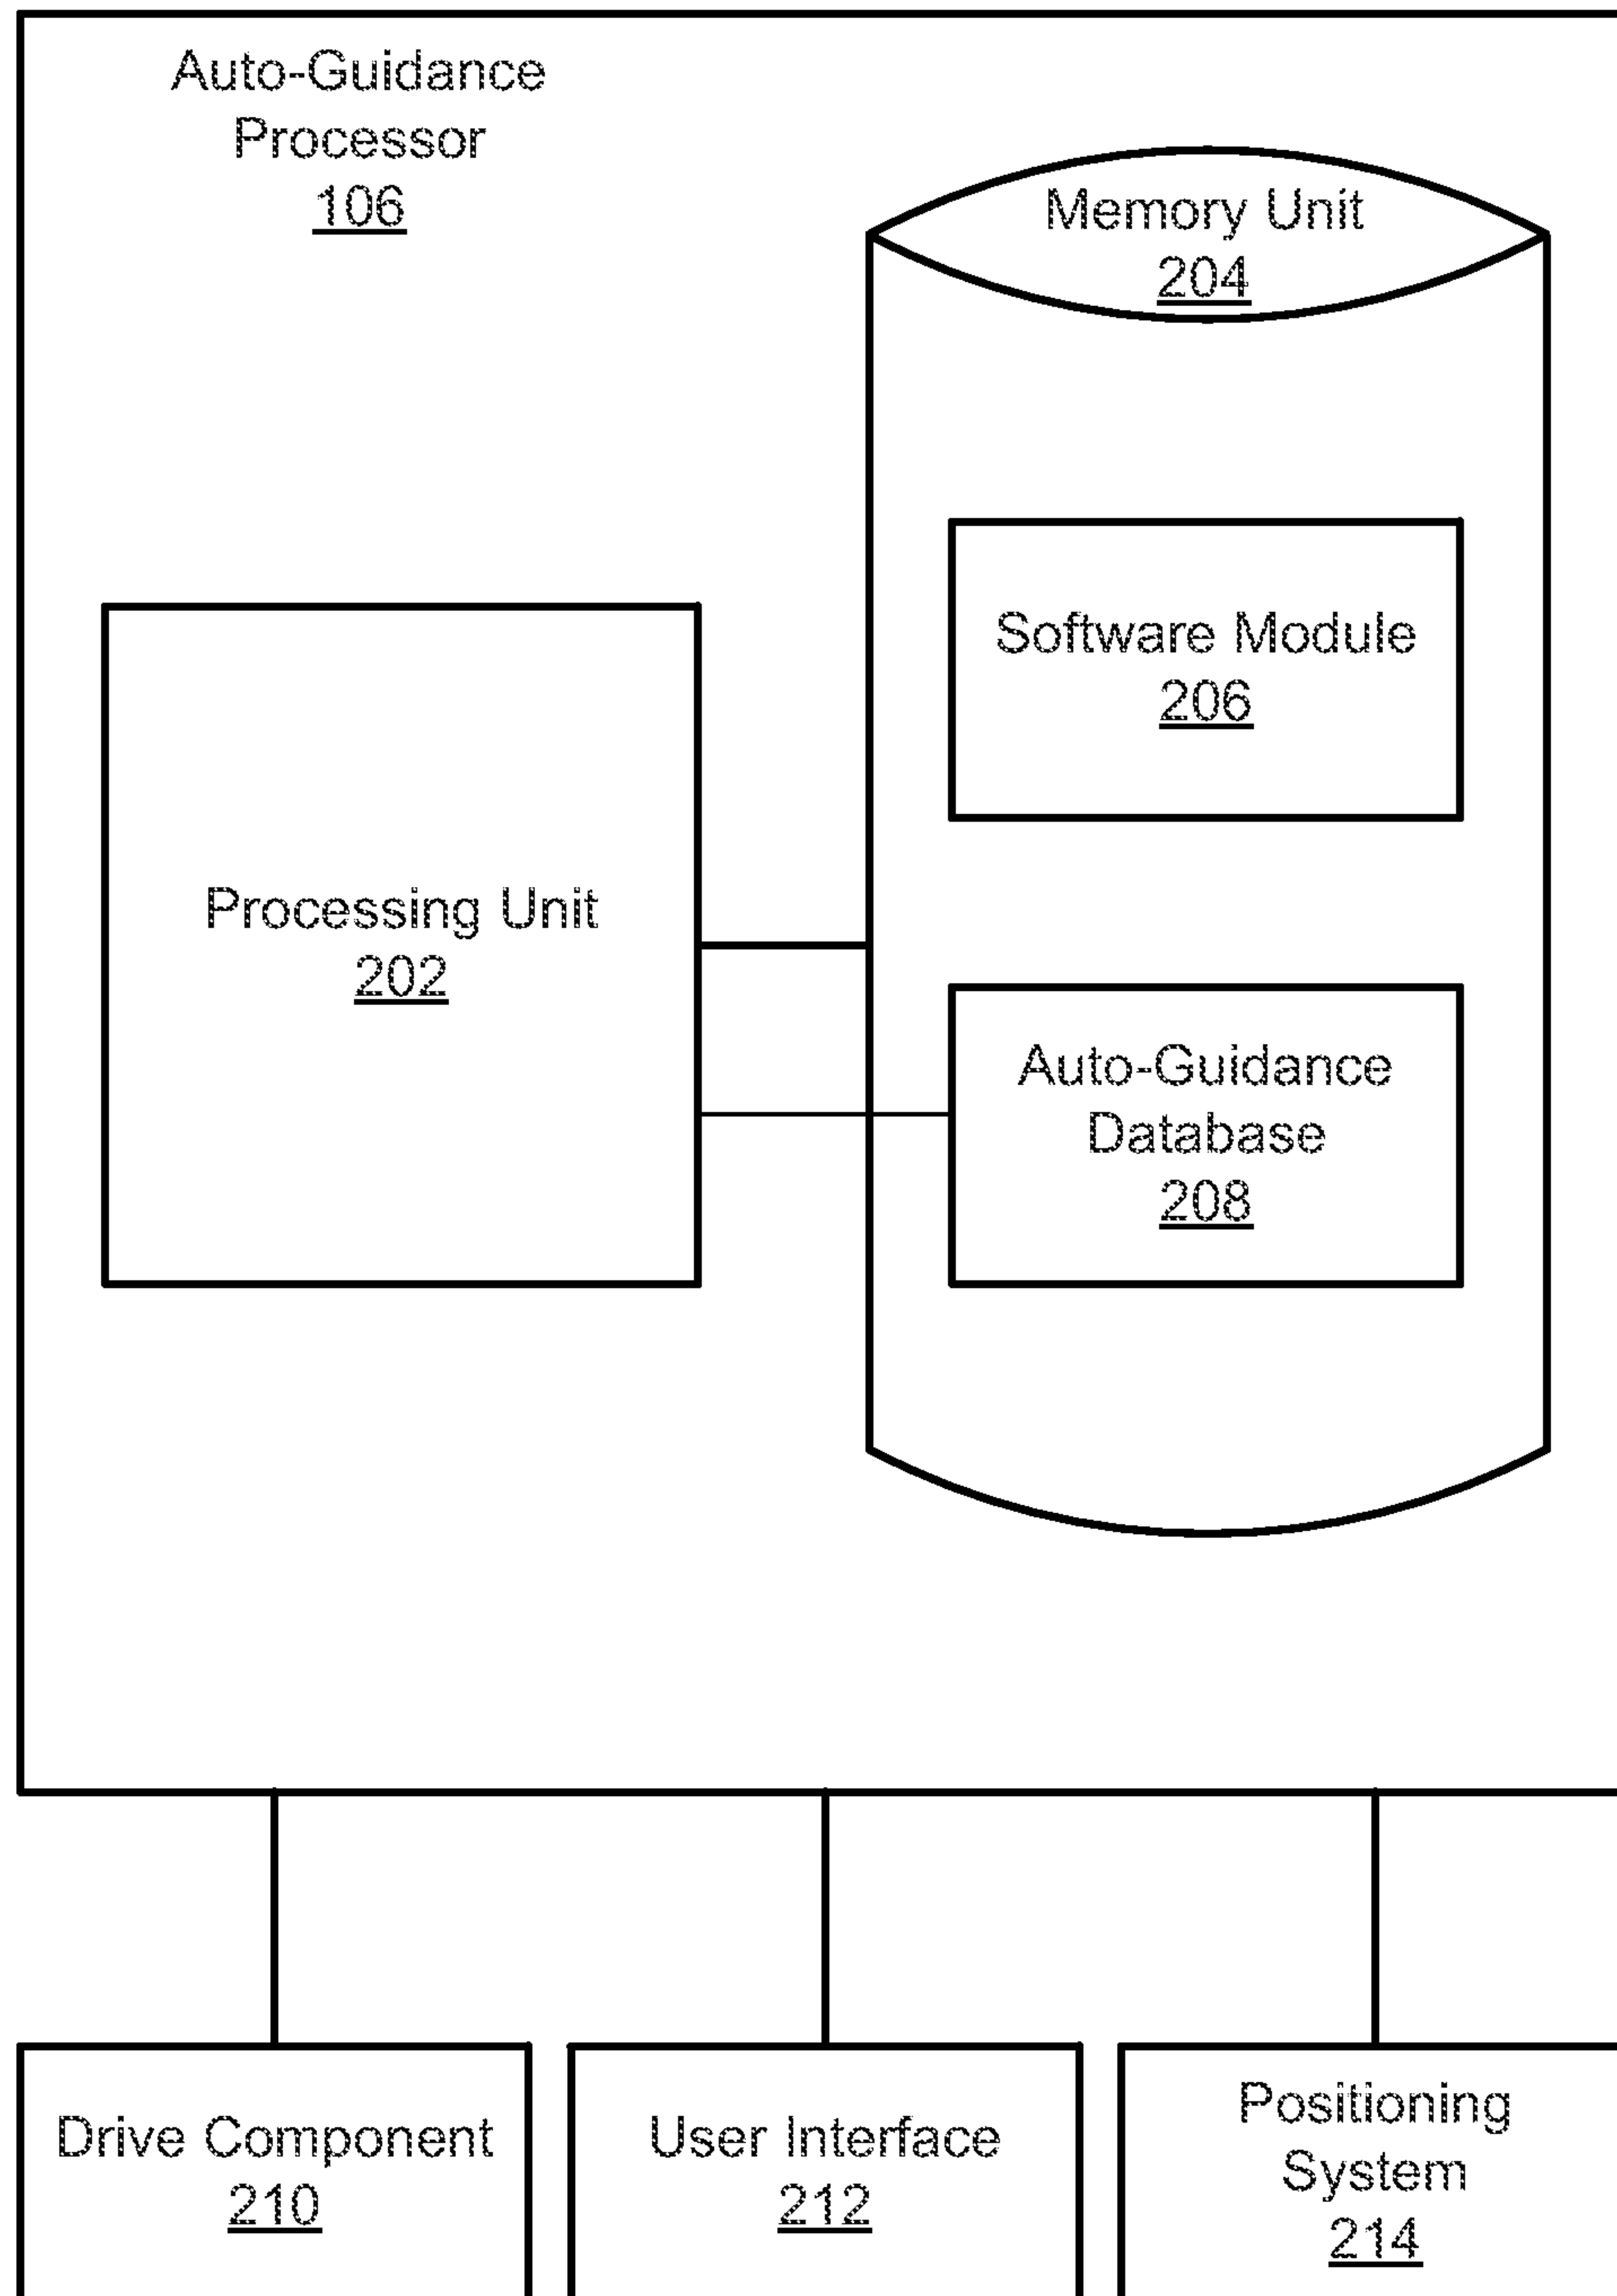 Auto-Guidance
Processor
106
Memory Unit
204
Software Module
206
Processing Unit
202
Auto-Guidance
Database
208
Drive Component
210
User Interface
212
Positioning
System
214